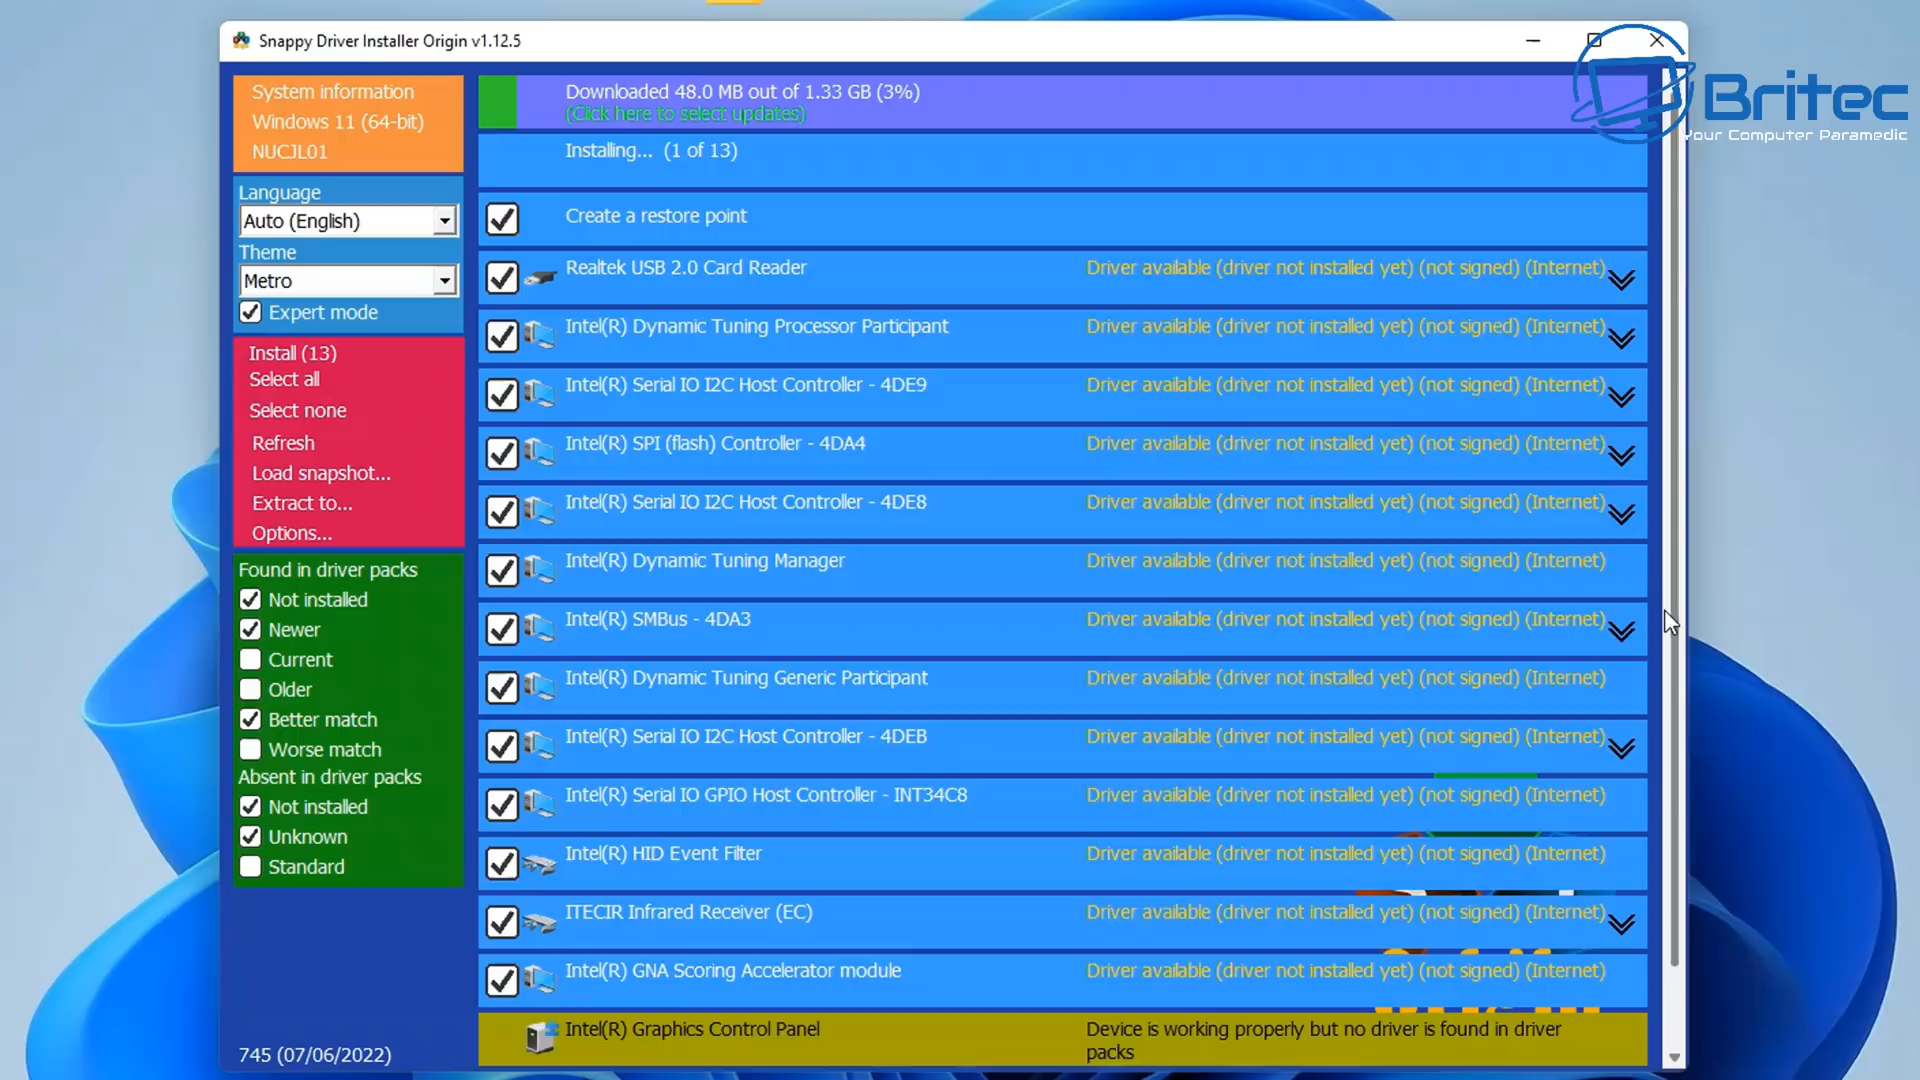 Snappy Driver Installer Origin v1.12.5
Britec
Your Computer Paramedic
System information
Windows 11 (64-bit)
NUCJL01
Language
Auto (English)
Theme
Metro
Expert mode
Install (13)
Select all
Select none
Refresh
Load snapshot...
Extract to...
Options...
Found in driver packs
Not installed
Newer
Current
Older
Better match
Worse match
Absent in driver packs
Not installed
Unknown
Standard
745 (07/06/2022)
Downloaded 48.0 MB out of 1.33 GB (3%)
(Click here to select updates)
Installing... (1 of 13)
Create a restore point
Realtek USB 2.0 Card Reader Driver available (driver not installed yet) (not signed) (Internet)
Intel(R) Dynamic Tuning Processor Participant Driver available (driver not installed yet) (not signed) (Internet)
Intel(R) Serial IO I2C Host Controller - 4DE9 Driver available (driver not installed yet) (not signed) (Internet)
Intel(R) SPI (flash) Controller - 4DA4 Driver available (driver not installed yet) (not signed) (Internet)
Intel(R) Serial IO I2C Host Controller - 4DE8 Driver available (driver not installed yet) (not signed) (Internet)
Intel(R) Dynamic Tuning Manager Driver available (driver not installed yet) (not signed) (Internet)
Intel(R) SMBus - 4DA3 Driver available (driver not installed yet) (not signed) (Internet)
Intel(R) Dynamic Tuning Generic Participant Driver available (driver not installed yet) (not signed) (Internet)
Intel(R) Serial IO I2C Host Controller - 4DEB Driver available (driver not installed yet) (not signed) (Internet)
Intel(R) Serial IO GPIO Host Controller - INT34C8 Driver available (driver not installed yet) (not signed) (Internet)
Intel(R) HID Event Filter Driver available (driver not installed yet) (not signed) (Internet)
ITECIR Infrared Receiver (EC) Driver available (driver not installed yet) (not signed) (Internet)
Intel(R) GNA Scoring Accelerator module Driver available (driver not installed yet) (not signed) (Internet)
Intel(R) Graphics Control Panel Device is working properly but no driver is found in driver
packs